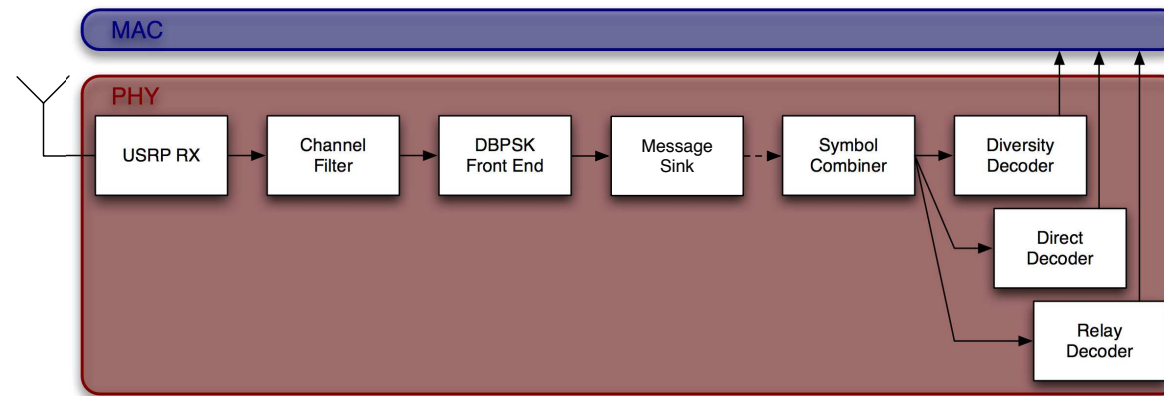 MAC
PHY
USRP RX
Channel
Filter
DBPSK
Front End
Message
Sink
Symbol
Combiner
Diversity
Decoder
Direct
Decoder
Relay
Decoder